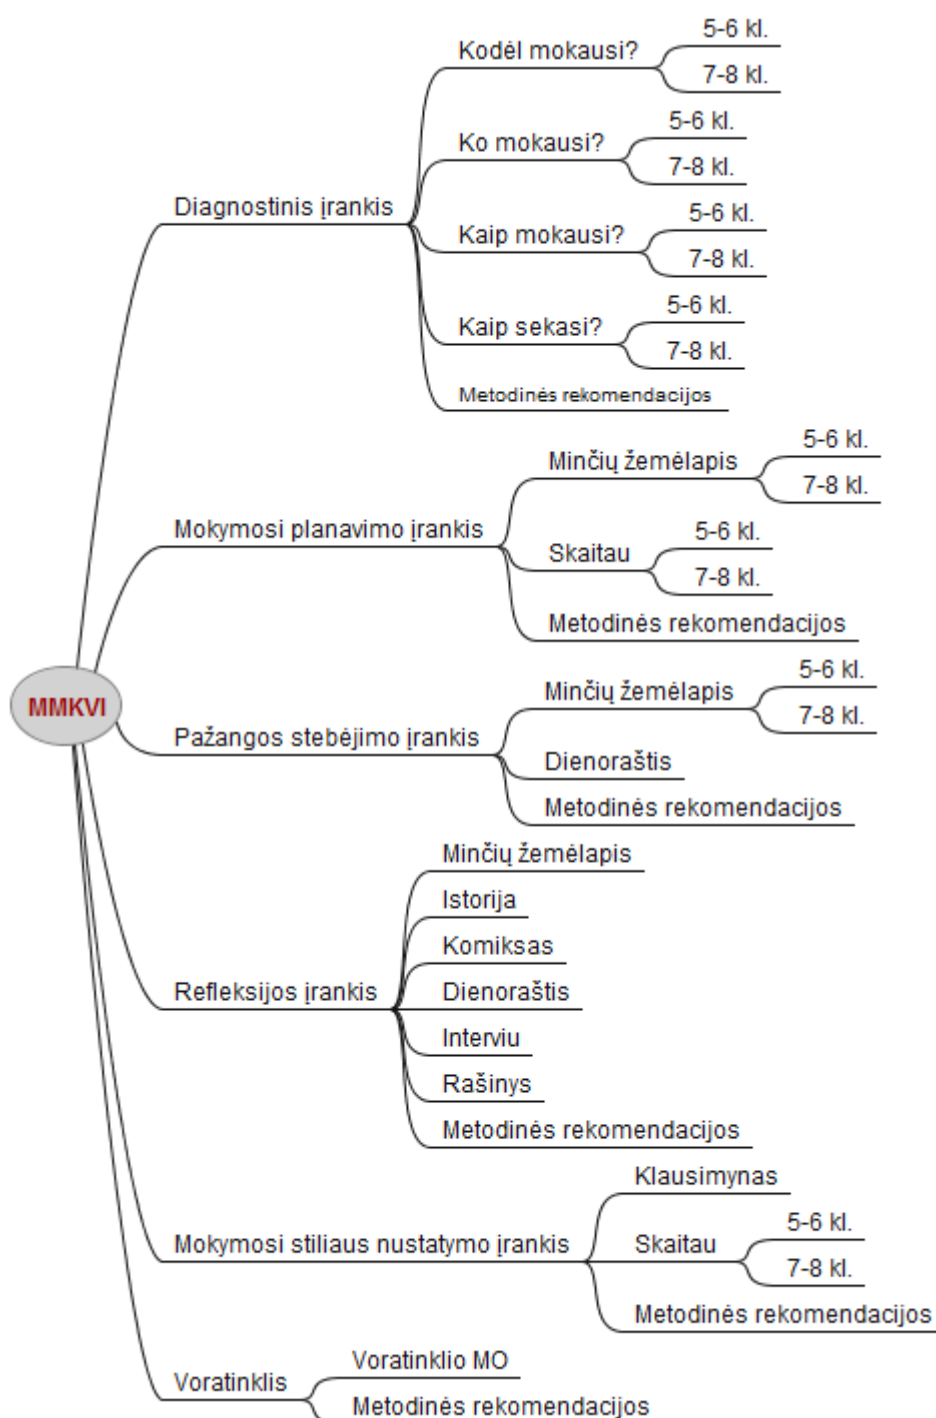 5-6 kl.
Kodėl mokausi?
7-8 kl.
5-6 kl.
Ko mokausi?
7-8 kl.
Diagnostinis įrankis
5-6 kl.
Kaip mokausi?
7-8 kl.
5-6 kl.
Kaip sekasi?
7-8 kl.
Metodinės rekomendacijos
5-6 kl.
Minčių žemėlapis
7-8 kl.
Mokymosi planavimo įrankis
5-6 kl.
Skaitau
7-8 kl.
Metodinės rekomendacijos
MMKVI
5-6 kl.
Minčių žemėlapis
7-8 kl.
Pažangos stebėjimo įrankis
Dienoraštis
Metodinės rekomendacijos
Minčių žemėlapis
Istorija
Komiksas
Refleksijos įrankis
Dienoraštis
Interviu
Rašinys
Metodinės rekomendacijos
Klausimynas
Mokymosi stiliaus nustatymo įrankis
5-6 kl.
Skaitau
7-8 kl.
Metodinės rekomendacijos
Voratinklis
Voratinklio MO
Metodinės rekomendacijos